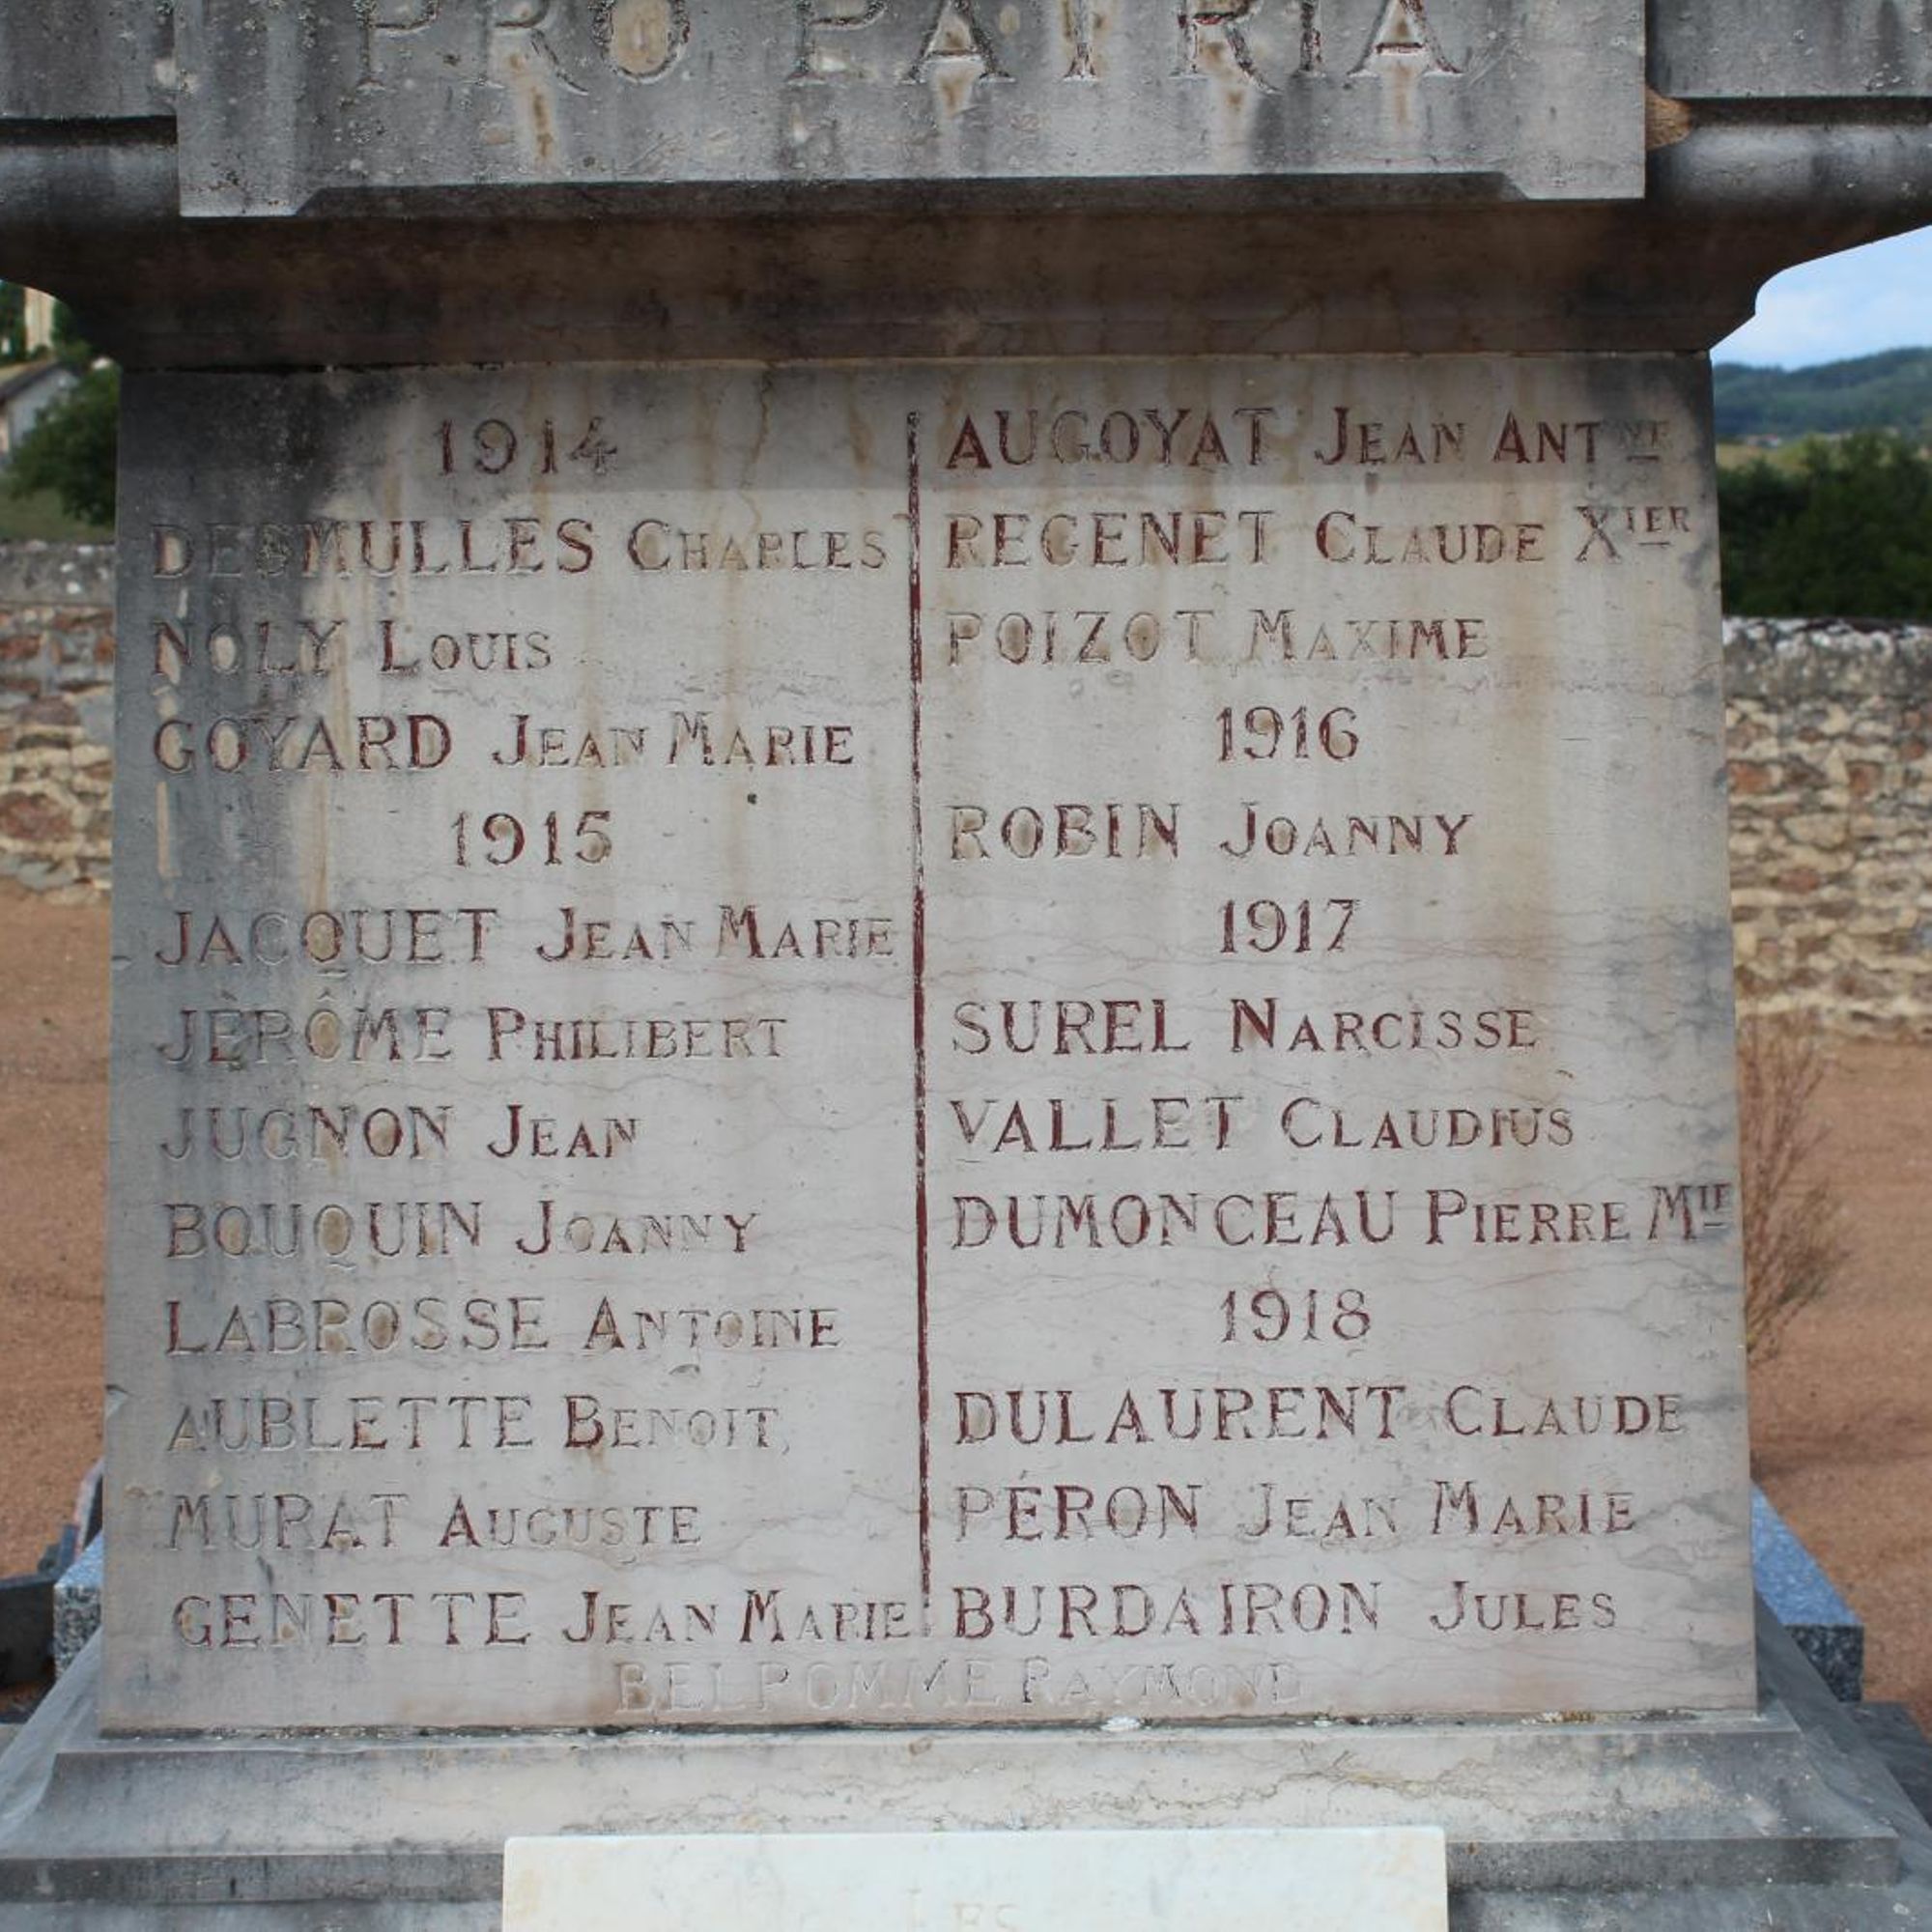 PRO PATRIA
1914
DESMULLES CHARLES
NOLY LOUIS
GOYARD JEAN MARIE
1915
JACQUET JEAN MARIE
JÉRÔME PHILIBERT
JUGNON JEAN
BOUQUIN JOANNY
LABROSSE ANTOINE
AUBLETTE BENOIT
MURAT AUGUSTE
GENETTE JEAN MARIE
AUGOYAT JEAN ANTNE
REGENET CLAUDE XIER
POIZOT MAXIME
1916
ROBIN JOANNY
1917
SUREL NARCISSE
VALLET CLAUDIUS
DUMONCEAU PIERRE MIE
1918
DULAURENT CLAUDE
PÉRON JEAN MARIE
BURDAIRON JULES
BELPOMME RAYMOND
LES